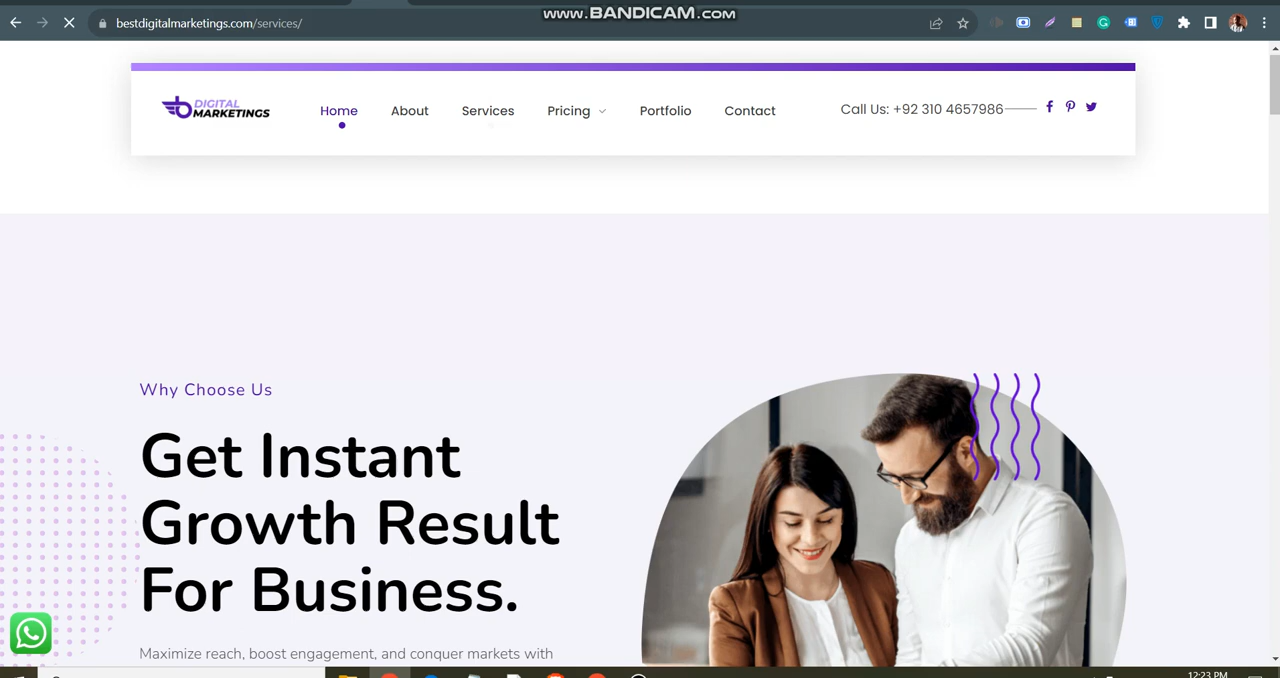 www.BANDICAM.com
bestdigitalmarketings.com/services/
DIGITAL
MARKETINGS
Home
About
Services
Pricing
Portfolio
Contact
Call Us: +92 310 4657986
Why Choose Us
Get Instant
Growth Result
For Business.
Maximize reach, boost engagement, and conquer markets with
12:23 PM